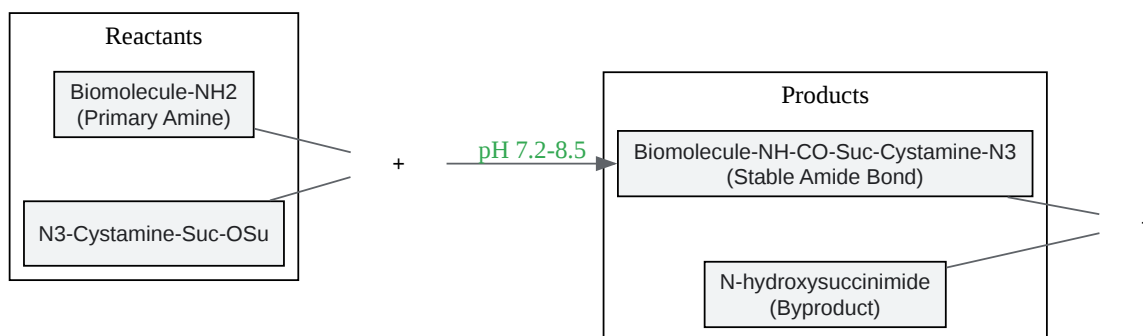 Reactants
Biomolecule-NH2
(Primary Amine)
N3-Cystamine-Suc-OSu
+
pH 7.2-8.5
Products
Biomolecule-NH-CO-Suc-Cystamine-N3
(Stable Amide Bond)
N-hydroxysuccinimide
(Byproduct)